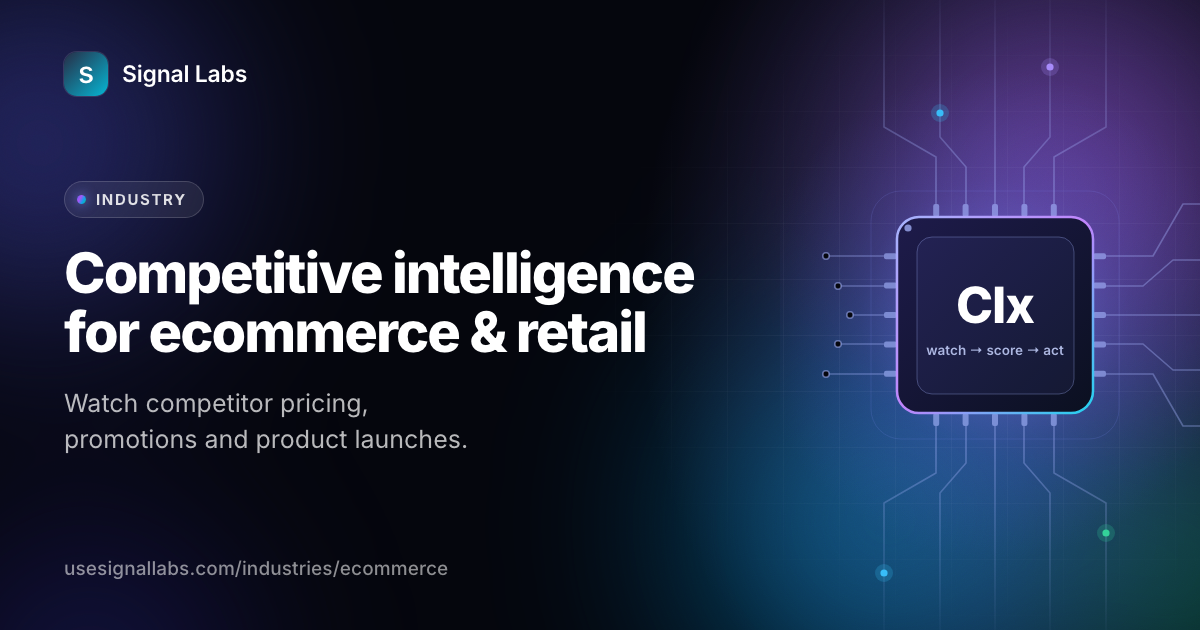 S Signal Labs
INDUSTRY
Competitive intelligence
for ecommerce & retail
Watch competitor pricing,
promotions and product launches.
CIx
watch → score → act
usesignallabs.com/industries/ecommerce